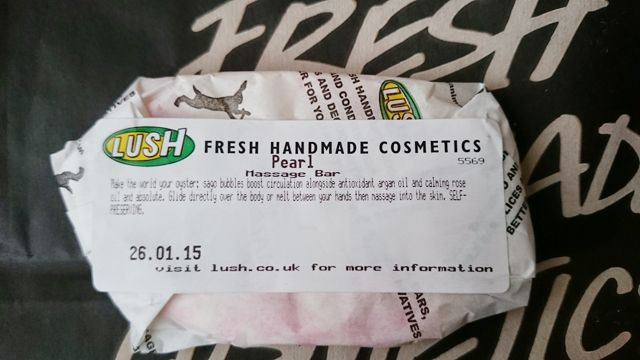 FRESH
LUSH
LUSH FRESH HANDMADE COSMETICS
Pearl 5569
Massage Bar
Make the world your oyster; sago bubbles boost circulation alongside antioxidant argan oil and calming rose
oil and absolute. Glide directly over the body or melt between your hands then massage into the skin. SELF-
PRESERVING.
26.01.15
visit lush.co.uk for more information